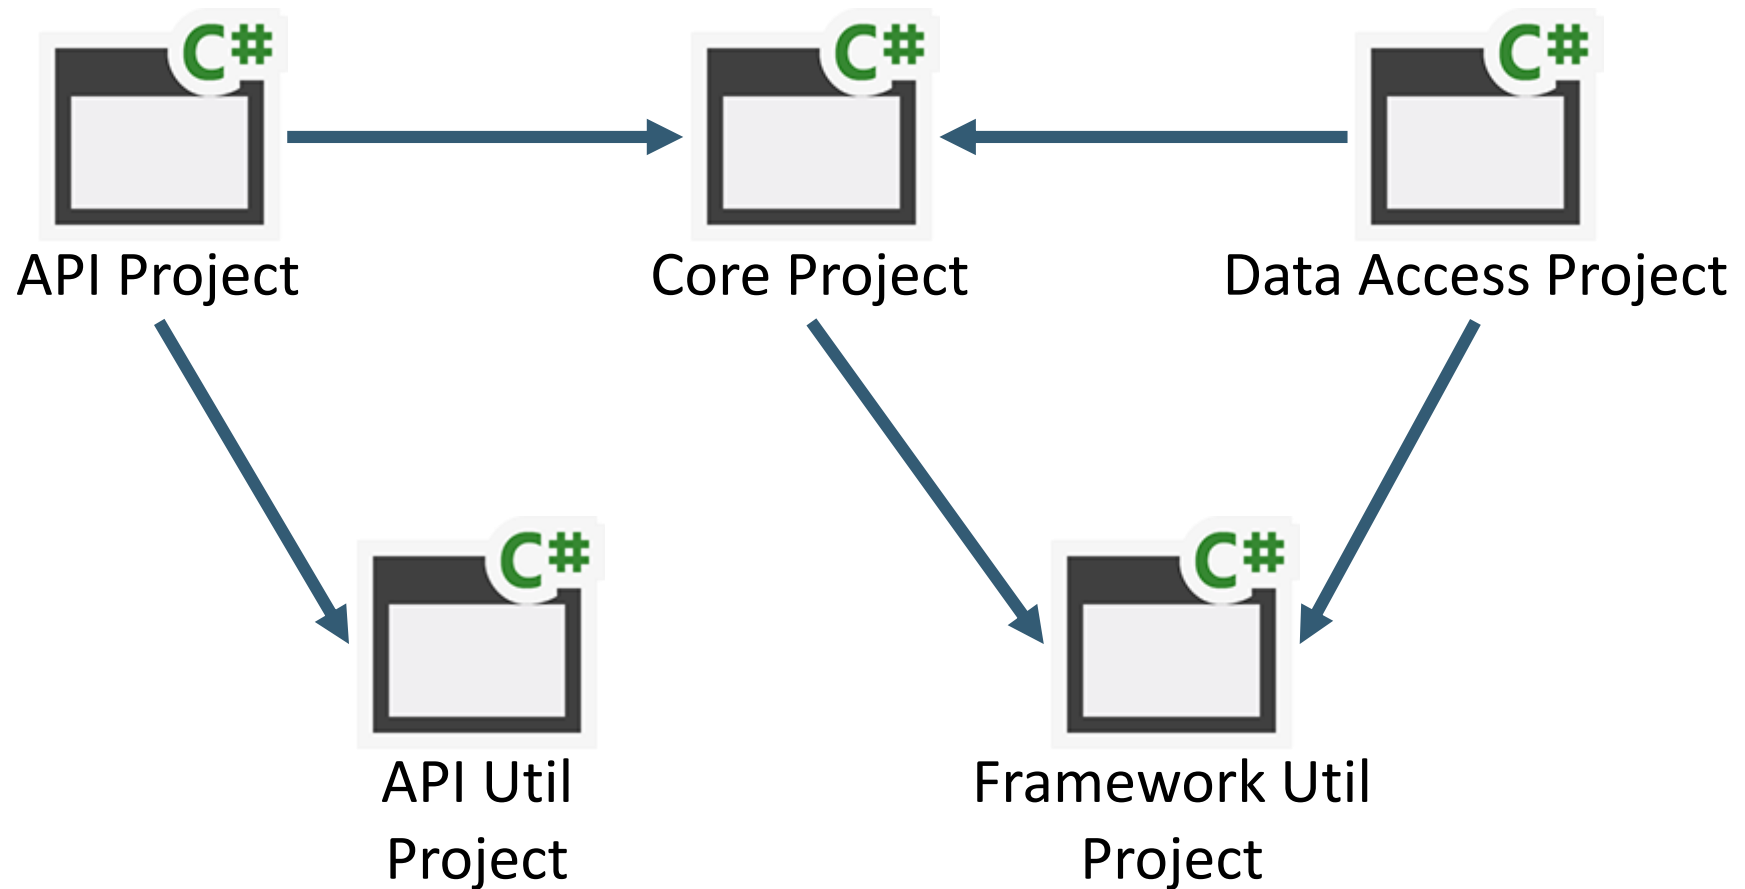 C#
C#
C#
API Project
Core Project
Data Access Project
C#
C#
API Util
Project
Framework Util
Project